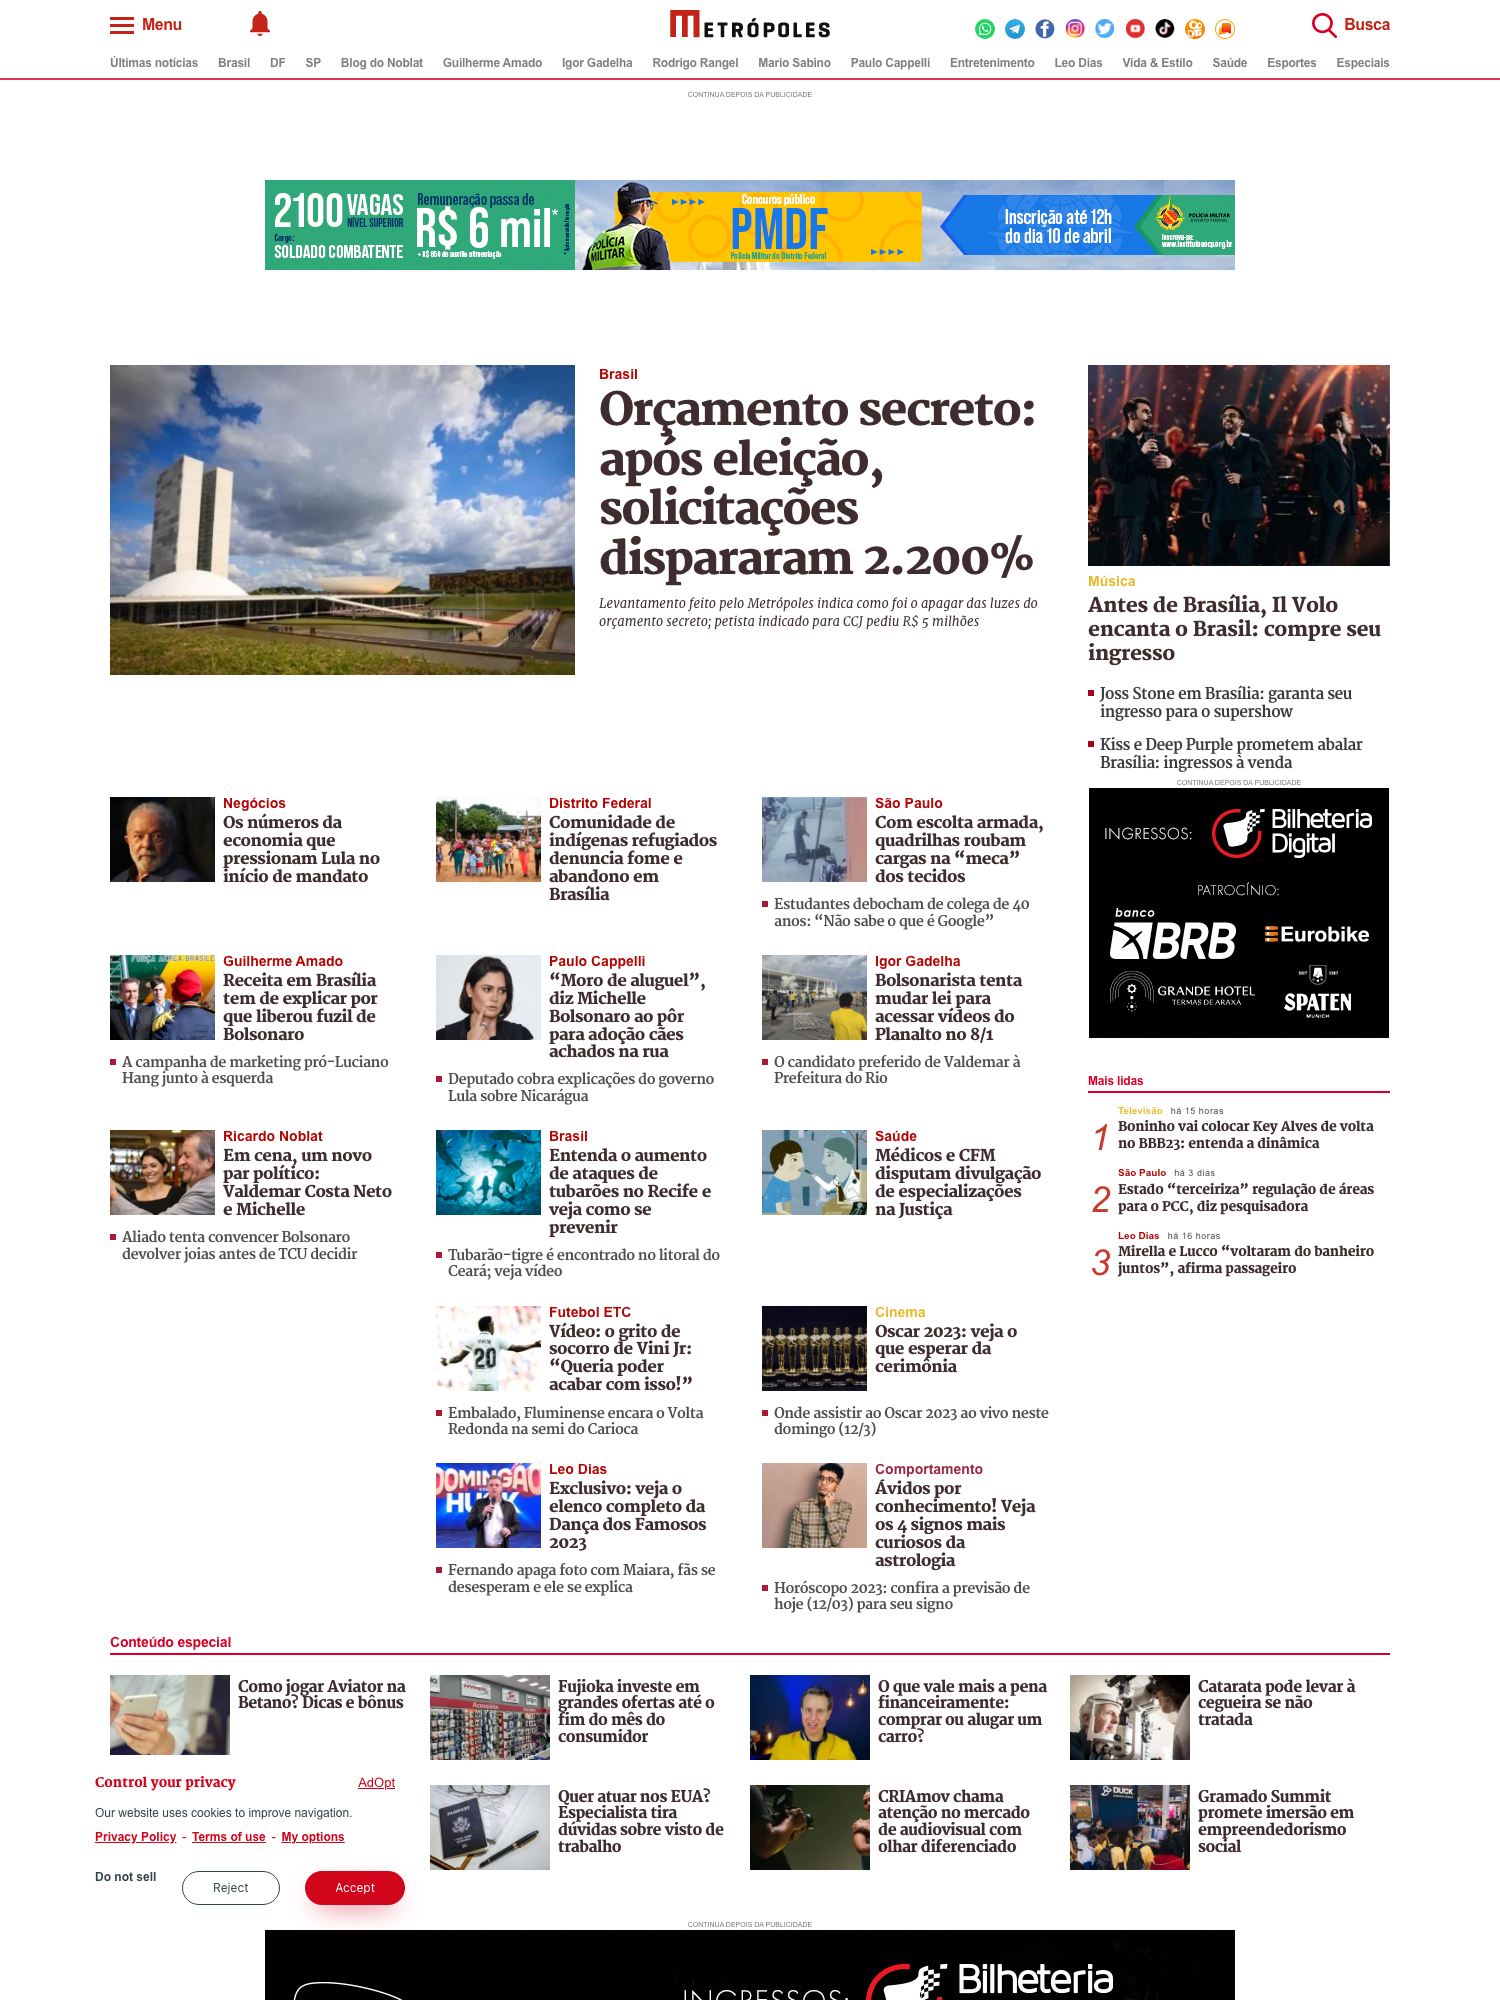 Menu
METRÓPOLES
Busca
Últimas notícias Brasil DF SP Blog do Noblat Guilherme Amado Igor Gadelha Rodrigo Rangel Mario Sabino Paulo Cappelli Entretenimento Leo Dias Vida & Estilo Saúde Esportes Especiais
CONTINUA DEPOIS DA PUBLICIDADE
2100 VAGAS
NÍVEL SUPERIOR
Cargo:
SOLDADO COMBATENTE
Remuneração passa de
R$ 6 mil*
+ R$ 850 de auxílio alimentação
POLÍCIA
MILITAR
Concurso público
PMDF
Polícia Militar do Distrito Federal
Inscrição até 12h
do dia 10 de abril
POLÍCIA MILITAR
DISTRITO FEDERAL
Inscreva-se:
www.institutoaocp.org.br
Brasil
Orçamento secreto:
após eleição,
solicitações
dispararam 2.200%
Levantamento feito pelo Metrópoles indica como foi o apagar das luzes do
orçamento secreto; petista indicado para CCJ pediu R$ 5 milhões
Música
Antes de Brasília, Il Volo
encanta o Brasil: compre seu
ingresso
Joss Stone em Brasília: garanta seu
ingresso para o supershow
Kiss e Deep Purple prometem abalar
Brasília: ingressos à venda
CONTINUA DEPOIS DA PUBLICIDADE
INGRESSOS:
Bilheteria
Digital
PATROCÍNIO:
banco
BRB
Eurobike
GRANDE HOTEL
TERMAS DE ARAXÁ
SPATEN
MUNICH
Negócios
Os números da
economia que
pressionam Lula no
início de mandato
Distrito Federal
Comunidade de
indígenas refugiados
denuncia fome e
abandono em
Brasília
São Paulo
Com escolta armada,
quadrilhas roubam
cargas na “meca”
dos tecidos
Estudantes debocham de colega de 40
anos: “Não sabe o que é Google”
Guilherme Amado
Receita em Brasília
tem de explicar por
que liberou fuzil de
Bolsonaro
A campanha de marketing pró-Luciano
Hang junto à esquerda
Paulo Cappelli
“Moro de aluguel”,
diz Michelle
Bolsonaro ao pôr
para adoção cães
achados na rua
Deputado cobra explicações do governo
Lula sobre Nicarágua
Igor Gadelha
Bolsonarista tenta
mudar lei para
acessar vídeos do
Planalto no 8/1
O candidato preferido de Valdemar à
Prefeitura do Rio
Mais lidas
Televisão há 15 horas
1 Boninho vai colocar Key Alves de volta
no BBB23: entenda a dinâmica
São Paulo há 3 dias
2 Estado “terceiriza” regulação de áreas
para o PCC, diz pesquisadora
Leo Dias há 16 horas
3 Mirella e Lucco “voltaram do banheiro
juntos”, afirma passageiro
Ricardo Noblat
Em cena, um novo
par político:
Valdemar Costa Neto
e Michelle
Aliado tenta convencer Bolsonaro
devolver joias antes de TCU decidir
Brasil
Entenda o aumento
de ataques de
tubarões no Recife e
veja como se
prevenir
Tubarão-tigre é encontrado no litoral do
Ceará; veja vídeo
Saúde
Médicos e CFM
disputam divulgação
de especializações
na Justiça
Futebol ETC
Vídeo: o grito de
socorro de Vini Jr:
“Queria poder
acabar com isso!”
20
Embalado, Fluminense encara o Volta
Redonda na semi do Carioca
Cinema
Oscar 2023: veja o
que esperar da
cerimônia
Onde assistir ao Oscar 2023 ao vivo neste
domingo (12/3)
Leo Dias
Exclusivo: veja o
elenco completo da
Dança dos Famosos
2023
DOMINGÃO
HUCK
Fernando apaga foto com Maiara, fãs se
desesperam e ele se explica
Comportamento
Ávidos por
conhecimento! Veja
os 4 signos mais
curiosos da
astrologia
Horóscopo 2023: confira a previsão de
hoje (12/03) para seu signo
Conteúdo especial
Como jogar Aviator na
Betano? Dicas e bônus
Fujioka investe em
grandes ofertas até o
fim do mês do
consumidor
O que vale mais a pena
financeiramente:
comprar ou alugar um
carro?
Catarata pode levar à
cegueira se não
tratada
Control your privacy
AdOpt
Our website uses cookies to improve navigation.
Privacy Policy - Terms of use - My options
Do not sell
Reject
Accept
Quer atuar nos EUA?
Especialista tira
dúvidas sobre visto de
trabalho
CRIAmov chama
atenção no mercado
de audiovisual com
olhar diferenciado
Gramado Summit
promete imersão em
empreendedorismo
social
CONTINUA DEPOIS DA PUBLICIDADE
INGRESSOS:
Bilheteria